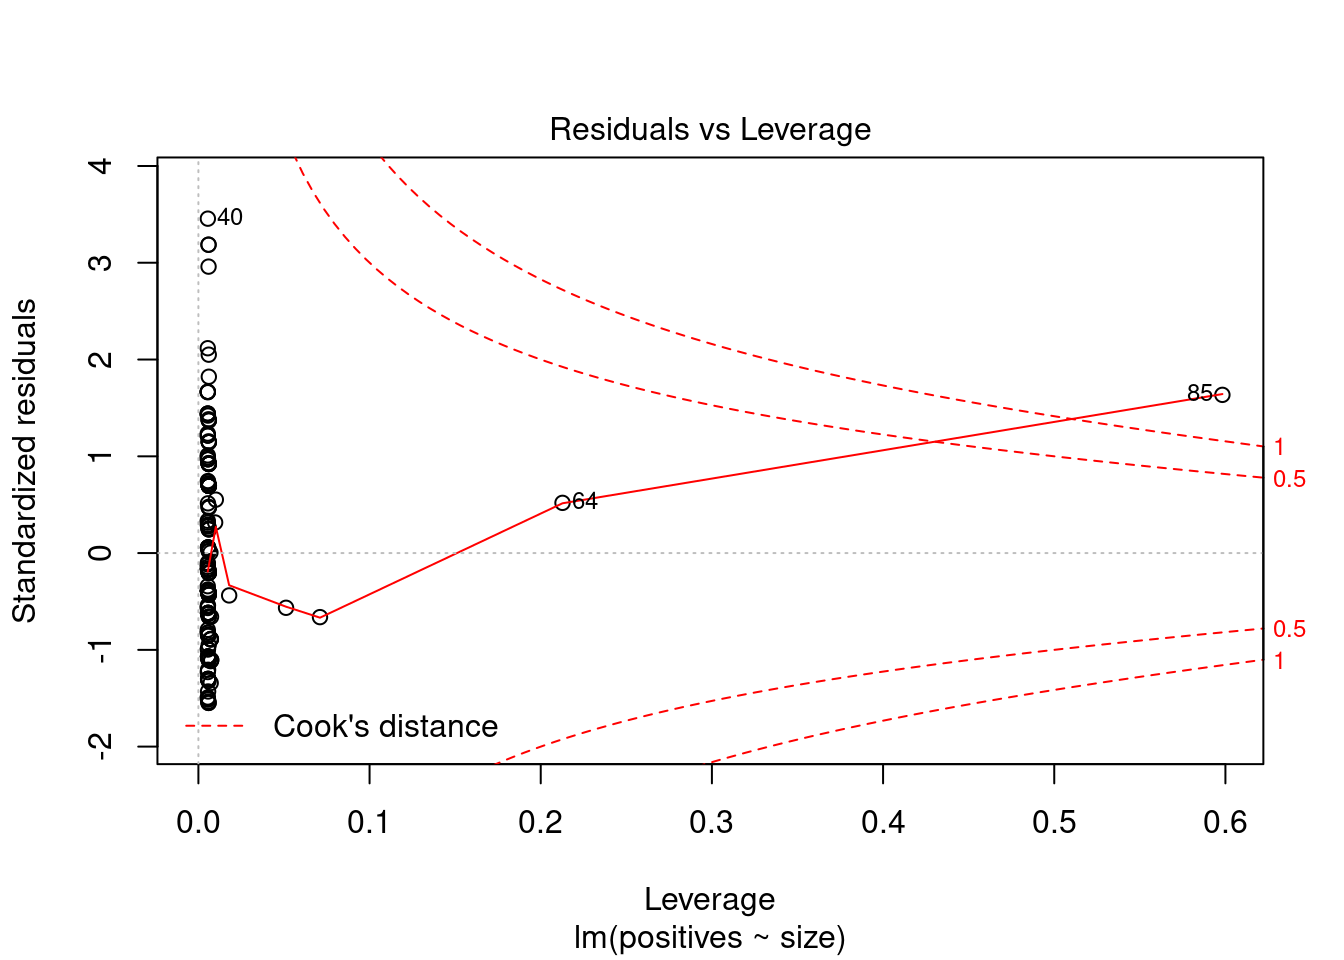 Residuals vs Leverage
Standardized residuals
4
3
2
1
0
-1
-2
40
85
64
1
0.5
0.5
1
Cook's distance
0.0 0.1 0.2 0.3 0.4 0.5 0.6
Leverage
lm(positives ~ size)